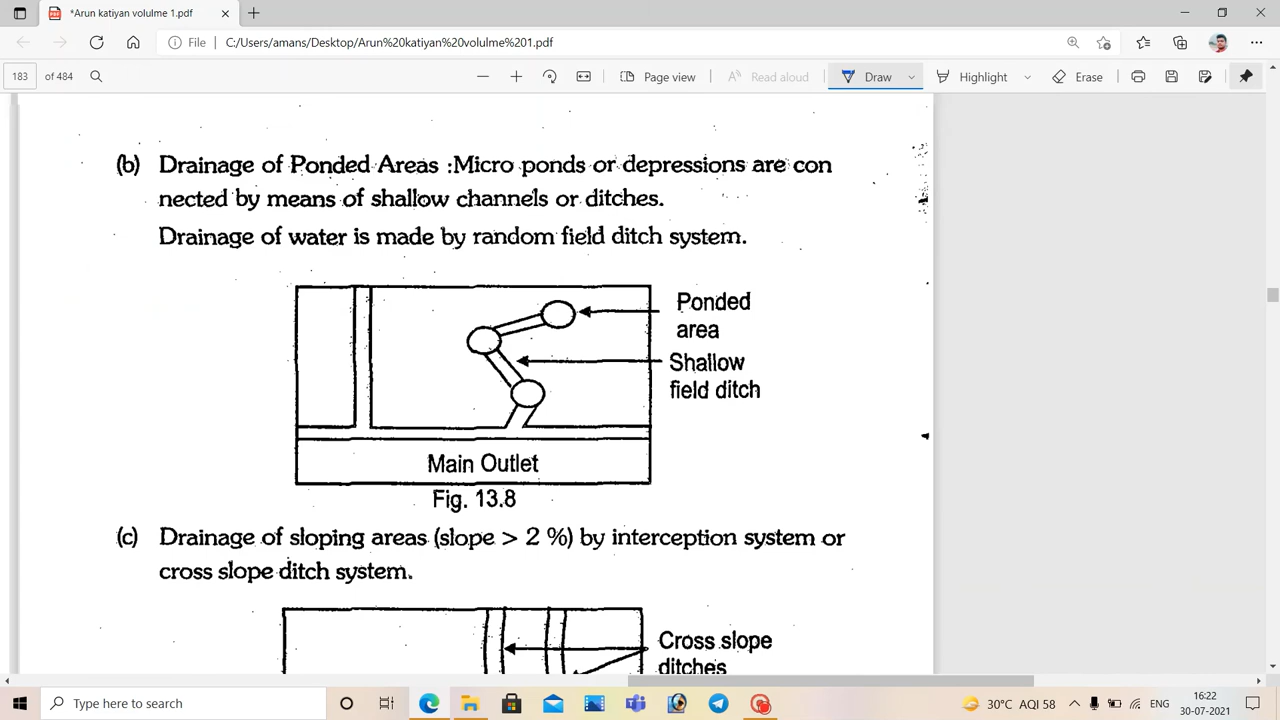 *Arun katiyan volulme 1.pdf
File
C:/Users/amans/Desktop/Arun%20katiyan%20volulme%201.pdf
183 of 484
Page view
Read aloud
Draw
Highlight
Erase
(b) Drainage of Ponded Areas :Micro ponds or depressions are con
nected by means of shallow channels or ditches.
Drainage of water is made by random field ditch system.
Ponded
area
Shallow
field ditch
Main Outlet
Fig. 13.8
(c) Drainage of sloping areas (slope > 2 %) by interception system or
cross slope ditch system.
Cross slope
ditches
Type here to search
30°C AQI 58
16:22
30-07-2021